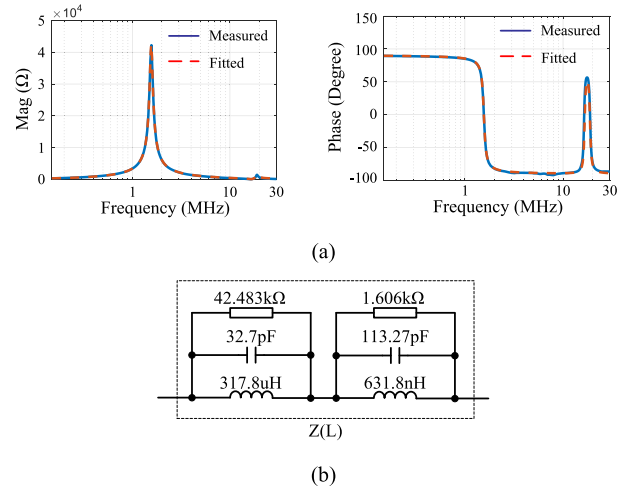 5 ×10⁴
Measured
Fitted
4
3
2
1
0
Mag (Ω)
1
10
30
Frequency (MHz)
150
Measured
Fitted
100
50
0
-50
-100
Phase (Degree)
1
10
30
Frequency (MHz)
(a)
42.483kΩ
1.606kΩ
32.7pF
113.27pF
317.8uH
631.8nH
Z(L)
(b)